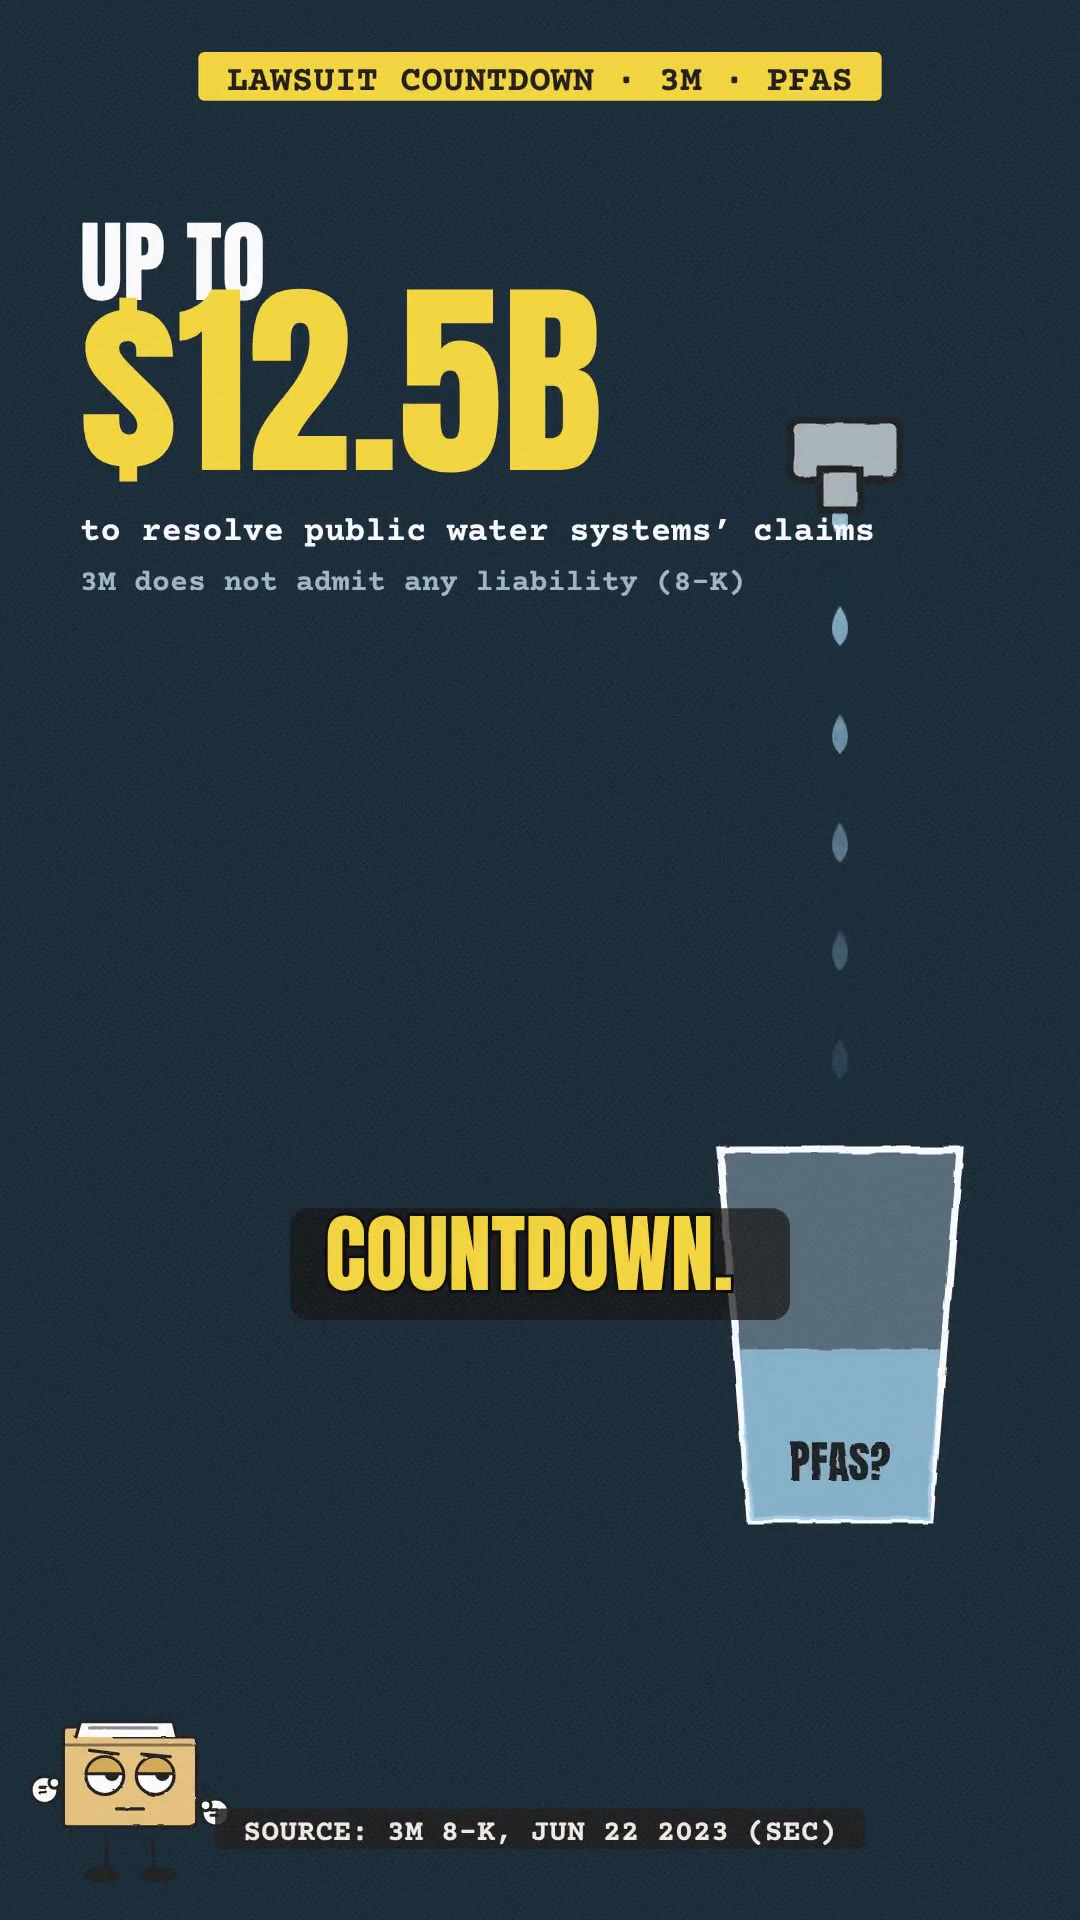 LAWSUIT COUNTDOWN · 3M · PFAS
UP TO
$12.5B
to resolve public water systems’ claims
3M does not admit any liability (8-K)
COUNTDOWN.
PFAS?
SOURCE: 3M 8-K, JUN 22 2023 (SEC)